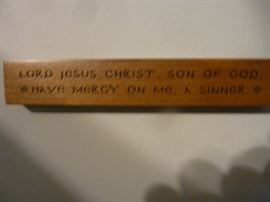 LORD JESUS CHRIST, SON OF GOD,
✻ HAVE MERCY ON ME, A SINNER. ✻